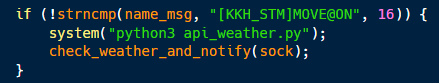 if (!strncmp(name_msg, "[KKH_STM]MOVE@ON", 16)) {
system("python3 api_weather.py");
check_weather_and_notify(sock);
}